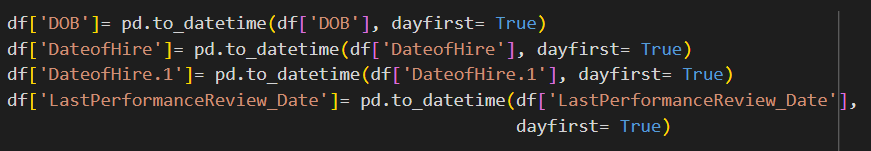 df['DOB']= pd.to_datetime(df['DOB'], dayfirst= True)
df['DateofHire']= pd.to_datetime(df['DateofHire'], dayfirst= True)
df['DateofHire.1']= pd.to_datetime(df['DateofHire.1'], dayfirst= True)
df['LastPerformanceReview_Date']= pd.to_datetime(df['LastPerformanceReview_Date'],
dayfirst= True)